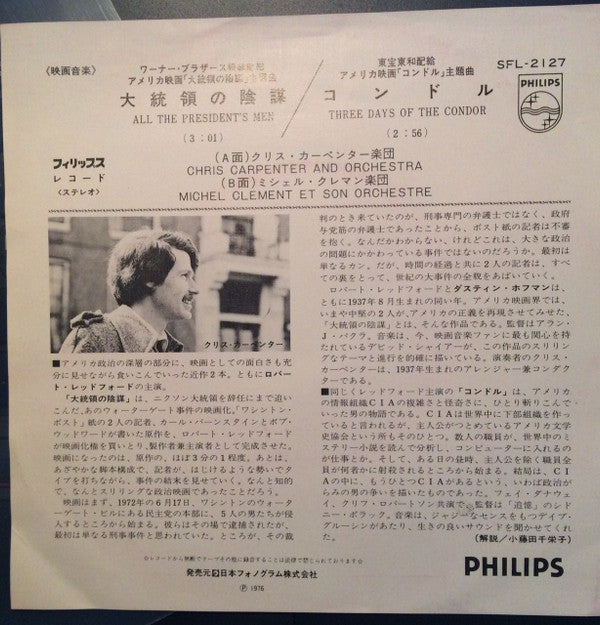 〈映画音楽〉
ワーナー・ブラザース
アメリカ映画「大統領の陰謀」
大統領の陰謀
ALL THE PRESIDENT'S MEN
(3:01)
東宝東和配給
アメリカ映画「コンドル」主題曲
コンドル
THREE DAYS OF THE CONDOR
(2:56)
SFL-2127
PHILIPS
フィリップス
レコード
〈ステレオ〉
(A面)クリス・カーペンター楽団
CHRIS CARPENTER AND ORCHESTRA
(B面)ミシェル・クレマン楽団
MICHEL CLEMENT ET SON ORCHESTRE
クリス・カーペンター
■アメリカ政治の深層の部分に、映画としての面白さも充
分に見せながら食いこんでいった近作2本。ともにロバ
ート・レッドフォードの主演。
「大統領の陰謀」は、ニクソン大統領を辞任にまで追い
こんだ、あのウォーターゲート事件の映画化。「ワシントン・
ポスト」紙の2人の記者、カール・バーンスタインとボブ
・ウッドワードが書いた原作を、ロバート・レッドフォード
が映画化権を買いとり、製作者兼主演者として完成させた。
映画になったのは、原作の、ほぼ3分の1程度。あとは、
あざやかな脚本構成で、記者が、はじけるような勢いでタイ
プを打ちながら、事件の結末を見せていく。なんと知的
で、なんとスリリングな政治映画であったことだろう。
映画はまず、1972年の6月17日、ワシントンのウォータ
ーゲート・ビルにある民主党の本部に、5人の男たちが侵
入するところから始まる。彼らはその場で逮捕されたが、
最初は単なる刑事事件と思われていた。ところが、その裁
判のとき来ていたのが、刑事専門の弁護士ではなく、政府
与党筋の弁護士であったことから、ポスト紙の記者は不審
を抱く。なんだかわからない、けれどこれは、大きな政治
の問題にかかわっている事件ではないのだろうか。最初は
単なるカン。だが、時間の経過と共に2人の記者は、すべ
ての裏をとって、世紀の大事件の全貌をあばいていく。
ロバート・レッドフォードとダスティン・ホフマンは、
ともに1937年8月生まれの同い年。アメリカ映画界では、
いまや中堅の2人が、アメリカの正義を再現させてみせた、
「大統領の陰謀」とは、そんな作品である。監督はアラン・
J・パクラ。音楽は、今、映画音楽ファンに最も関心を持
たれているデビッド・シャイアーが、この作品のスリリン
グなテーマと進行を的確に描いている。演奏者のクリス・
カーペンターは、1937年生まれのアレンジャー兼コンダク
ターである。
■同じくレッドフォード主演の「コンドル」は、アメリカ
の情報組織CIAの複雑さと怪奇さに、ひとり斬りこんで
いった男の物語である。CIAは世界中に下部組織を作っ
ていると言われるが、主人公がつとめているアメリカ文学
史協会という所もそのひとつ。数人の職員が、世界中のミ
ステリー小説を読んで分析し、コンピューターに入れるの
が仕事とか。そして、ある日の昼時、主人公を除く職員全
員が何者かに射殺されるところから始まる。結局は、CI
Aの中に、もうひとつCIAがあるという、いわば政治が
らみの男の争いを描いたものであった。フェイ・ダナウェ
イ、クリフ・ロバートソン共演で、監督は「追憶」のシド
ニー・ポラック。音楽は、ジャジーなセンスをもつデイブ・
グルーシンがあたり、生きの良いサウンドを聞かせてくれ
た。
(解説/小藤田千栄子)
☆レコードから無断でテープその他に録音することは法律で禁じられております☆
発売元 日本フォノグラム株式会社
Ⓟ 1976
PHILIPS